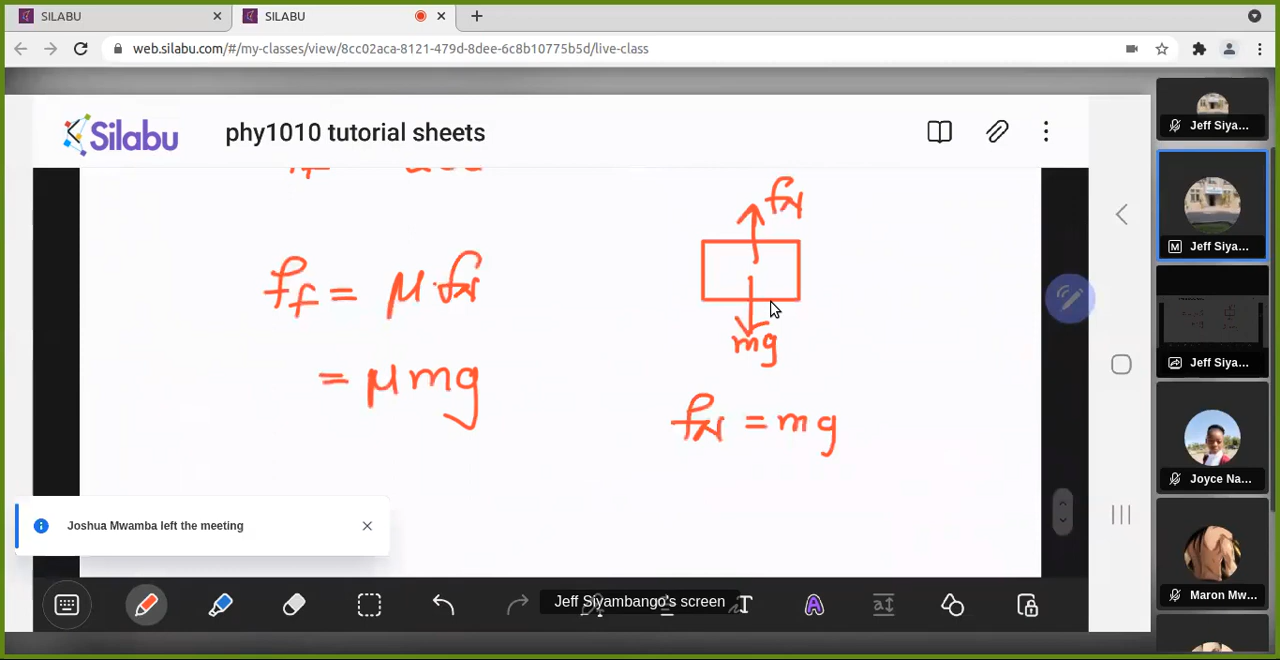 SILABU
SILABU
web.silabu.com/#/my-classes/view/8cc02aca-8121-479d-8dee-6c8b10775b5d/live-class
Silabu
phy1010 tutorial sheets
Ff = μ.FN
= μmg
FN
mg
FN = mg
Joshua Mwamba left the meeting
Jeff Siyambango's screen
Jeff Siya...
Jeff Siya...
Jeff Siya...
Joyce Na...
Maron Mw...